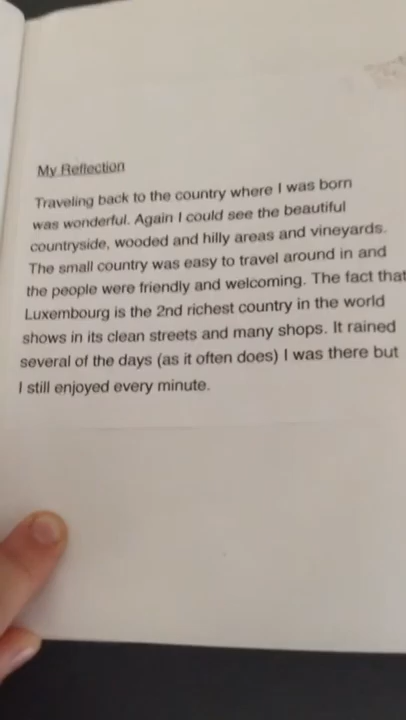 My Reflection
Traveling back to the country where I was born
was wonderful. Again I could see the beautiful
countryside, wooded and hilly areas and vineyards.
The small country was easy to travel around in and
the people were friendly and welcoming. The fact that
Luxembourg is the 2nd richest country in the world
shows in its clean streets and many shops. It rained
several of the days (as it often does) I was there but
I still enjoyed every minute.